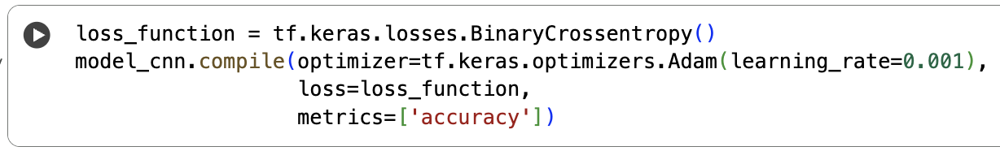 loss_function = tf.keras.losses.BinaryCrossentropy()
model_cnn.compile(optimizer=tf.keras.optimizers.Adam(learning_rate=0.001),
                  loss=loss_function,
                  metrics=['accuracy'])